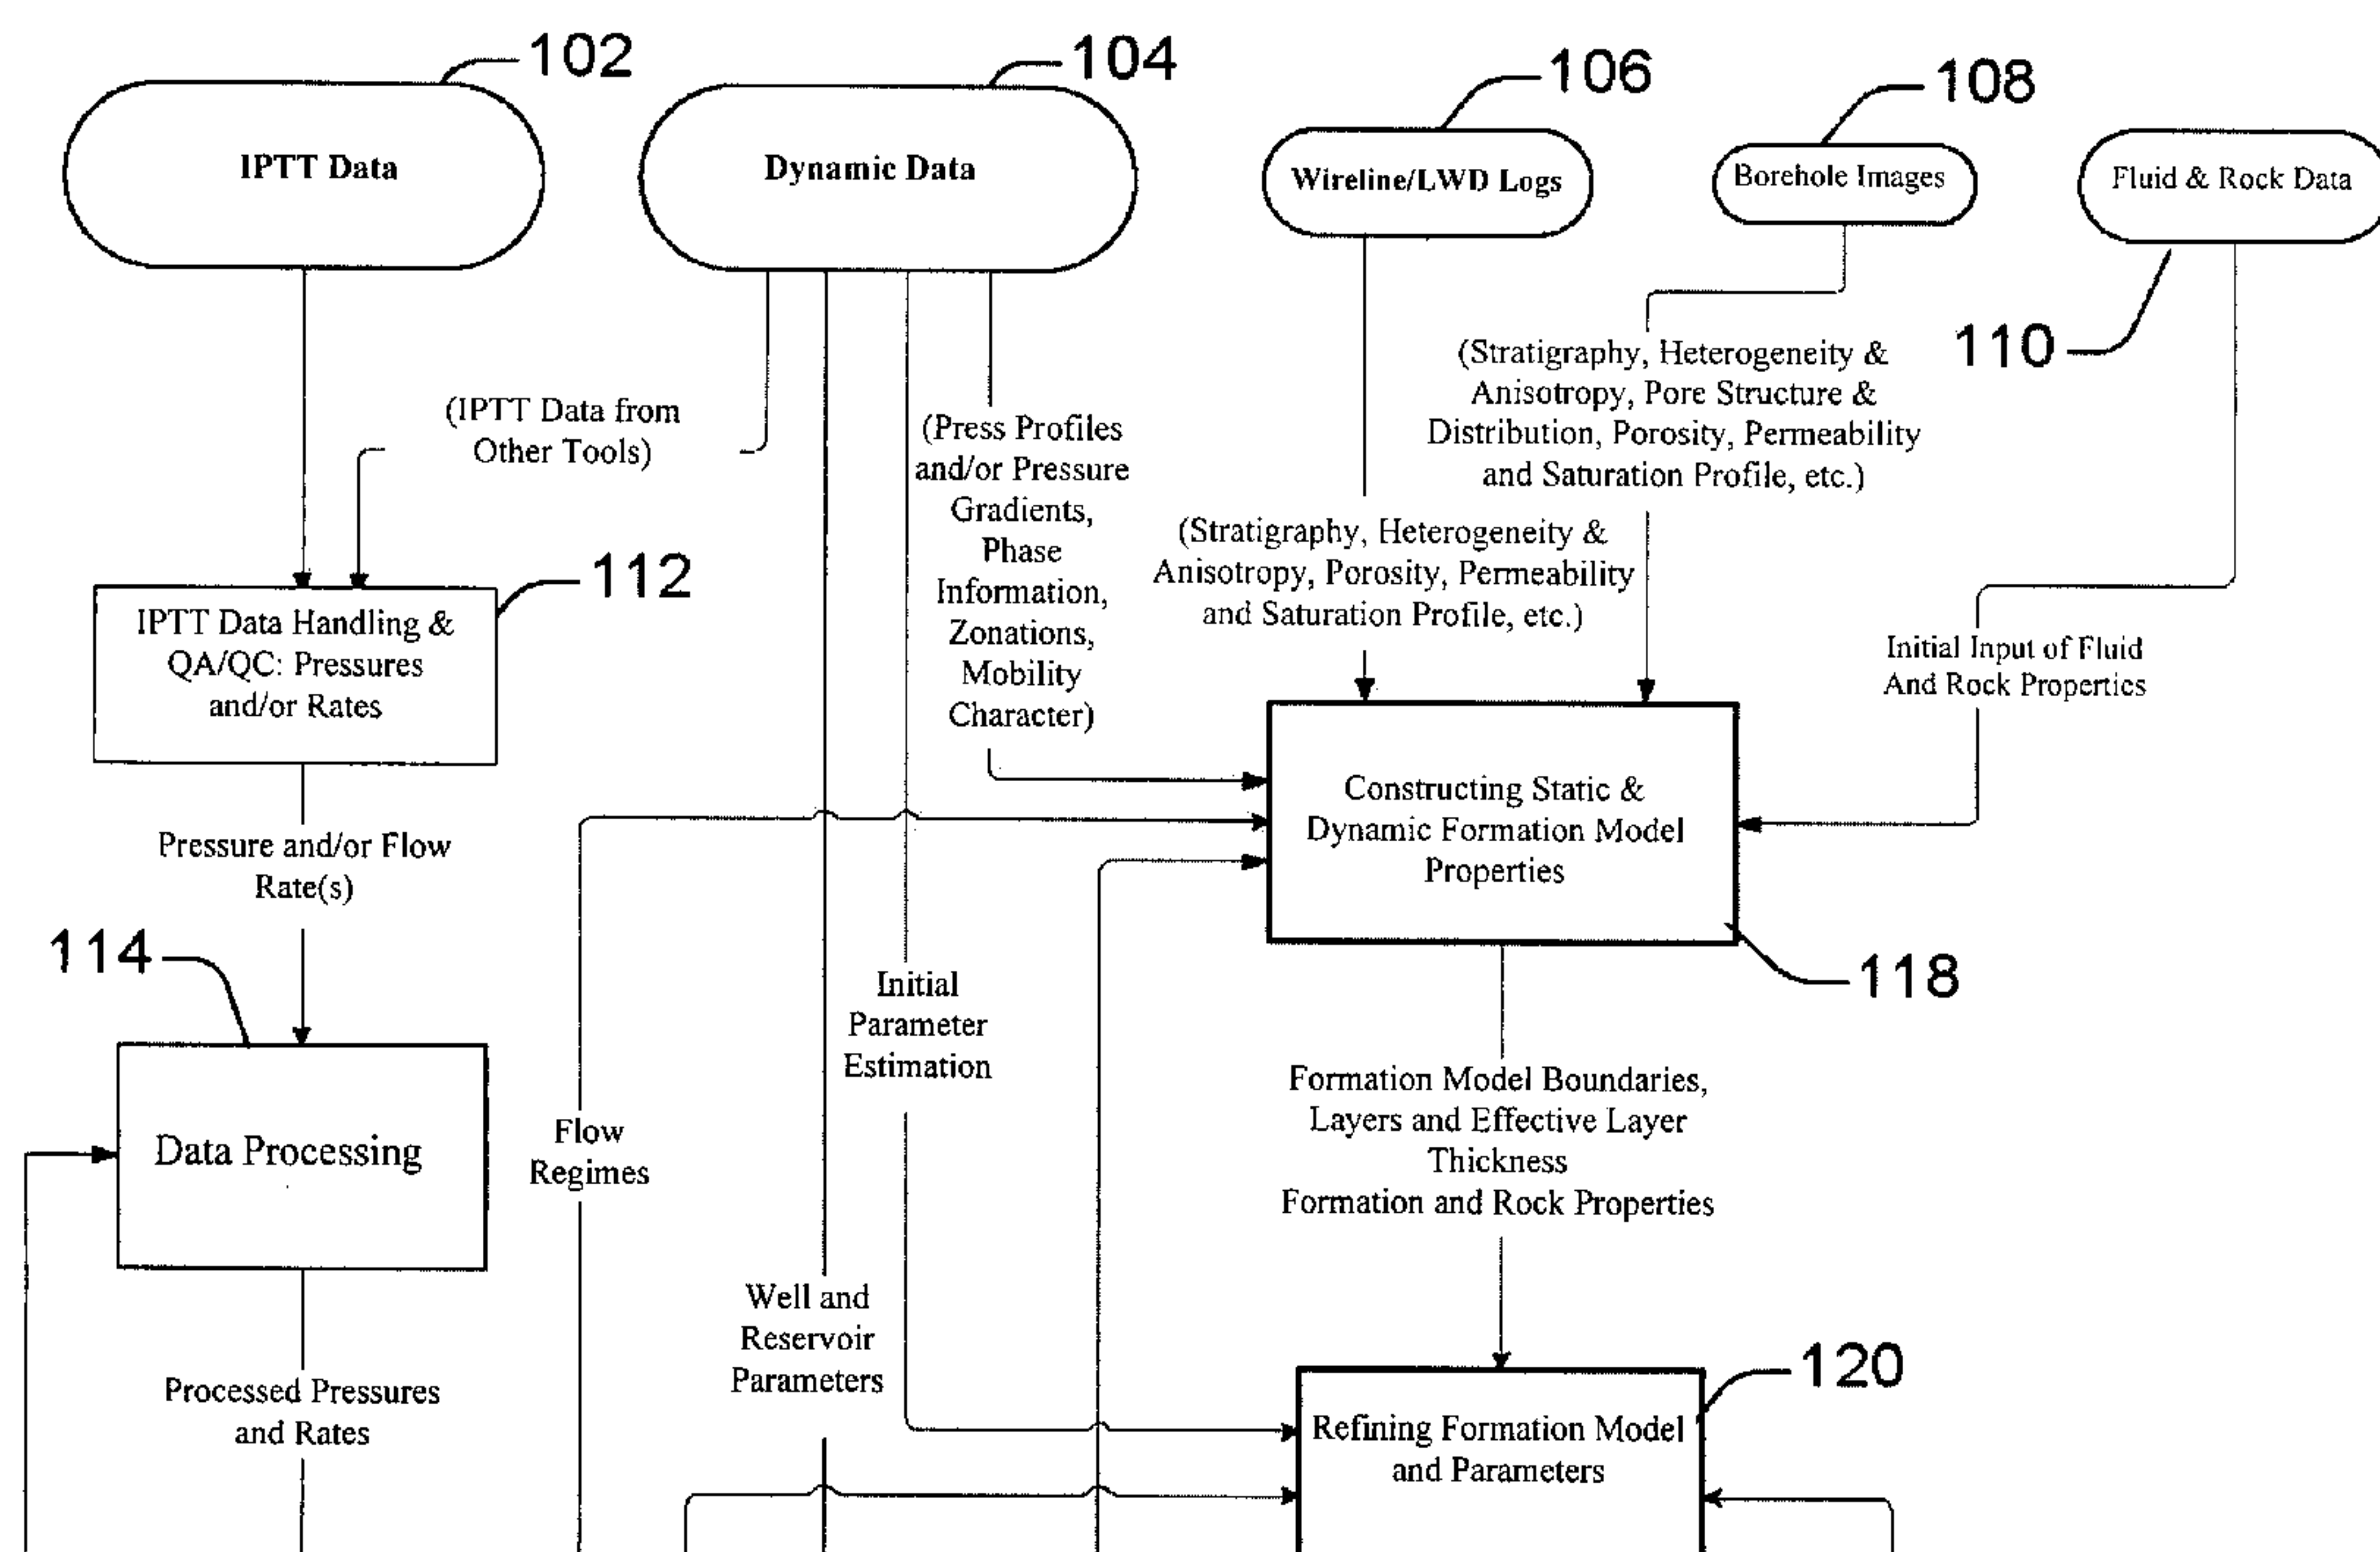 102
104
106
108
IPTT Data
Dynamic Data
Wireline/LWD Logs
Borehole Images
Fluid & Rock Data
110
(IPTT Data from
Other Tools)
(Press Profiles
and/or Pressure
Gradients,
Phase
Information,
Zonations,
Mobility
Character)
(Stratigraphy, Heterogeneity &
Anisotropy, Pore Structure &
Distribution, Porosity, Permeability
and Saturation Profile, etc.)
(Stratigraphy, Heterogeneity &
Anisotropy, Porosity, Permeability
and Saturation Profile, etc.)
112
IPTT Data Handling &
QA/QC: Pressures
and/or Rates
Initial Input of Fluid
And Rock Properties
Constructing Static &
Dynamic Formation Model
Properties
118
Pressure and/or Flow
Rate(s)
114
Data Processing
Flow
Regimes
Initial
Parameter
Estimation
Formation Model Boundaries,
Layers and Effective Layer
Thickness
Formation and Rock Properties
Well and
Reservoir
Parameters
Processed Pressures
and Rates
120
Refining Formation Model
and Parameters